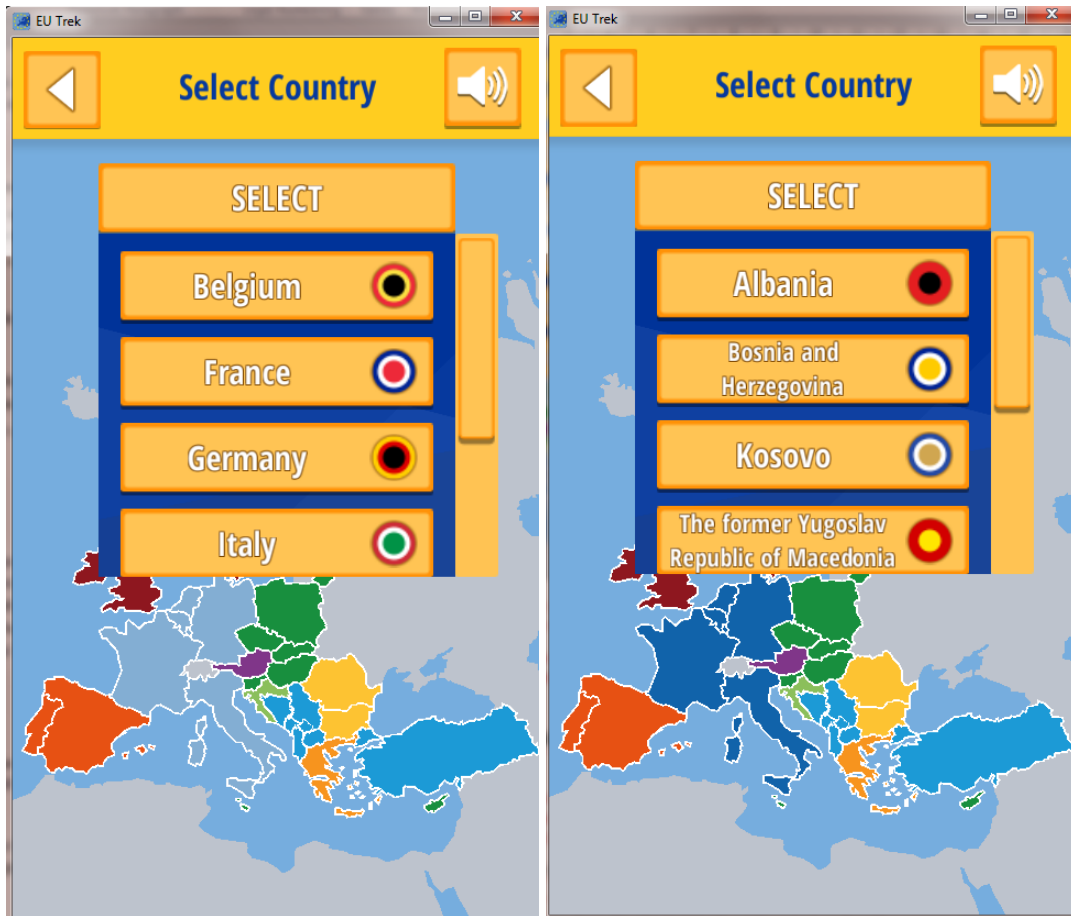 EU Trek
Select Country
SELECT
Belgium
France
Germany
Italy
EU Trek
Select Country
SELECT
Albania
Bosnia and
Herzegovina
Kosovo
The former Yugoslav
Republic of Macedonia